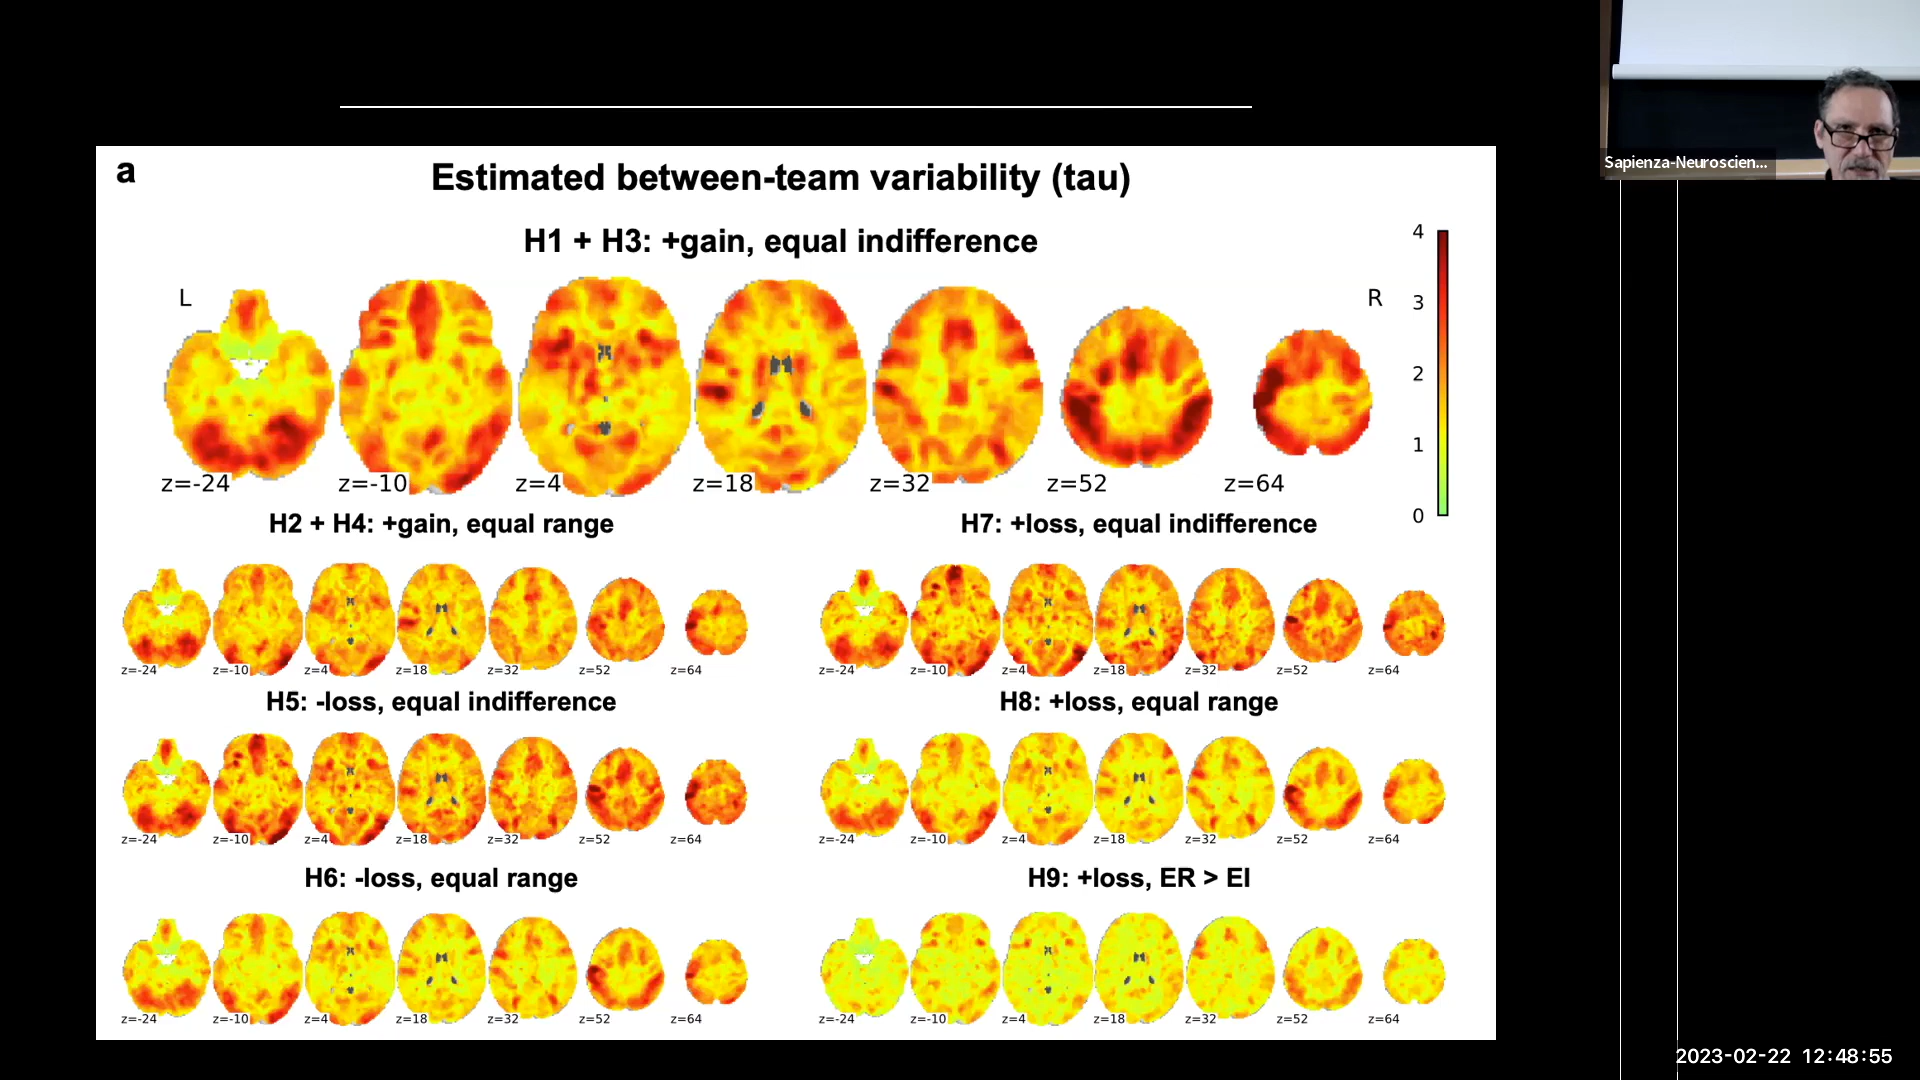 a
Estimated between-team variability (tau)
H1 + H3: +gain, equal indifference
L
R
4
3
2
1
0
z=-24 z=-10 z=4 z=18 z=32 z=52 z=64
H2 + H4: +gain, equal range
z=-24 z=-10 z=4 z=18 z=32 z=52 z=64
H7: +loss, equal indifference
z=-24 z=-10 z=4 z=18 z=32 z=52 z=64
H5: -loss, equal indifference
z=-24 z=-10 z=4 z=18 z=32 z=52 z=64
H8: +loss, equal range
z=-24 z=-10 z=4 z=18 z=32 z=52 z=64
H6: -loss, equal range
z=-24 z=-10 z=4 z=18 z=32 z=52 z=64
H9: +loss, ER > EI
z=-24 z=-10 z=4 z=18 z=32 z=52 z=64
Sapienza-Neuroscien...
2023-02-22 12:48:55